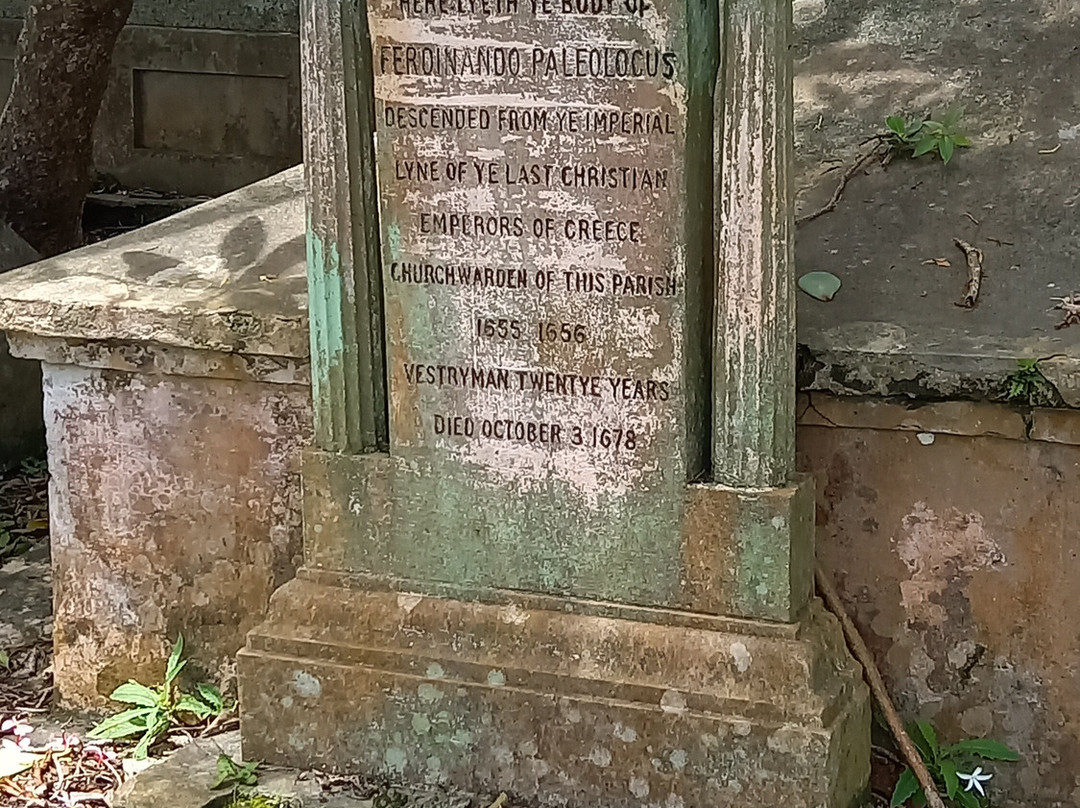 HERE LYETH YE BODY OF
FERDINANDO PALEOLOGUS
DESCENDED FROM YE IMPERIAL
LYNE OF YE LAST CHRISTIAN
EMPERORS OF GREECE
CHURCHWARDEN OF THIS PARISH
1655 1656
VESTRYMAN TWENTYE YEARS
DIED OCTOBER 3 1678